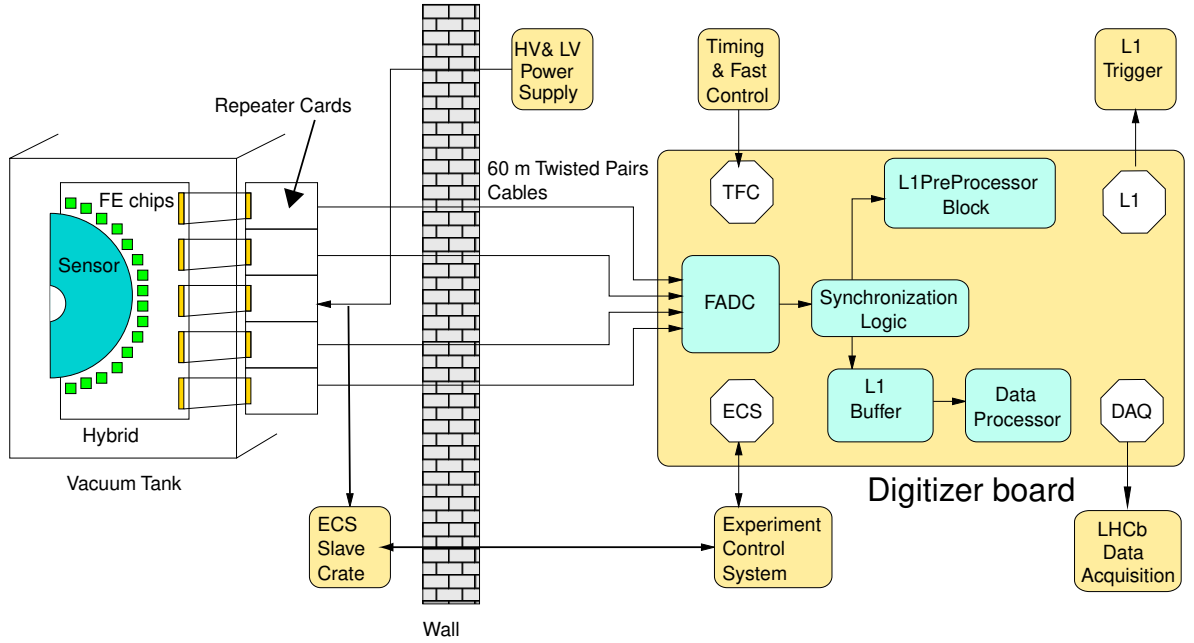 HV& LV
Power
Supply
Timing
& Fast
Control
L1
Trigger
Repeater Cards
60 m Twisted Pairs
Cables
TFC
L1PreProcessor
Block
L1
FE chips
Sensor
FADC
Synchronization
Logic
ECS
L1
Buffer
Data
Processor
DAQ
Hybrid
Vacuum Tank
Digitizer board
ECS
Slave
Crate
Experiment
Control
System
LHCb
Data
Acquisition
Wall